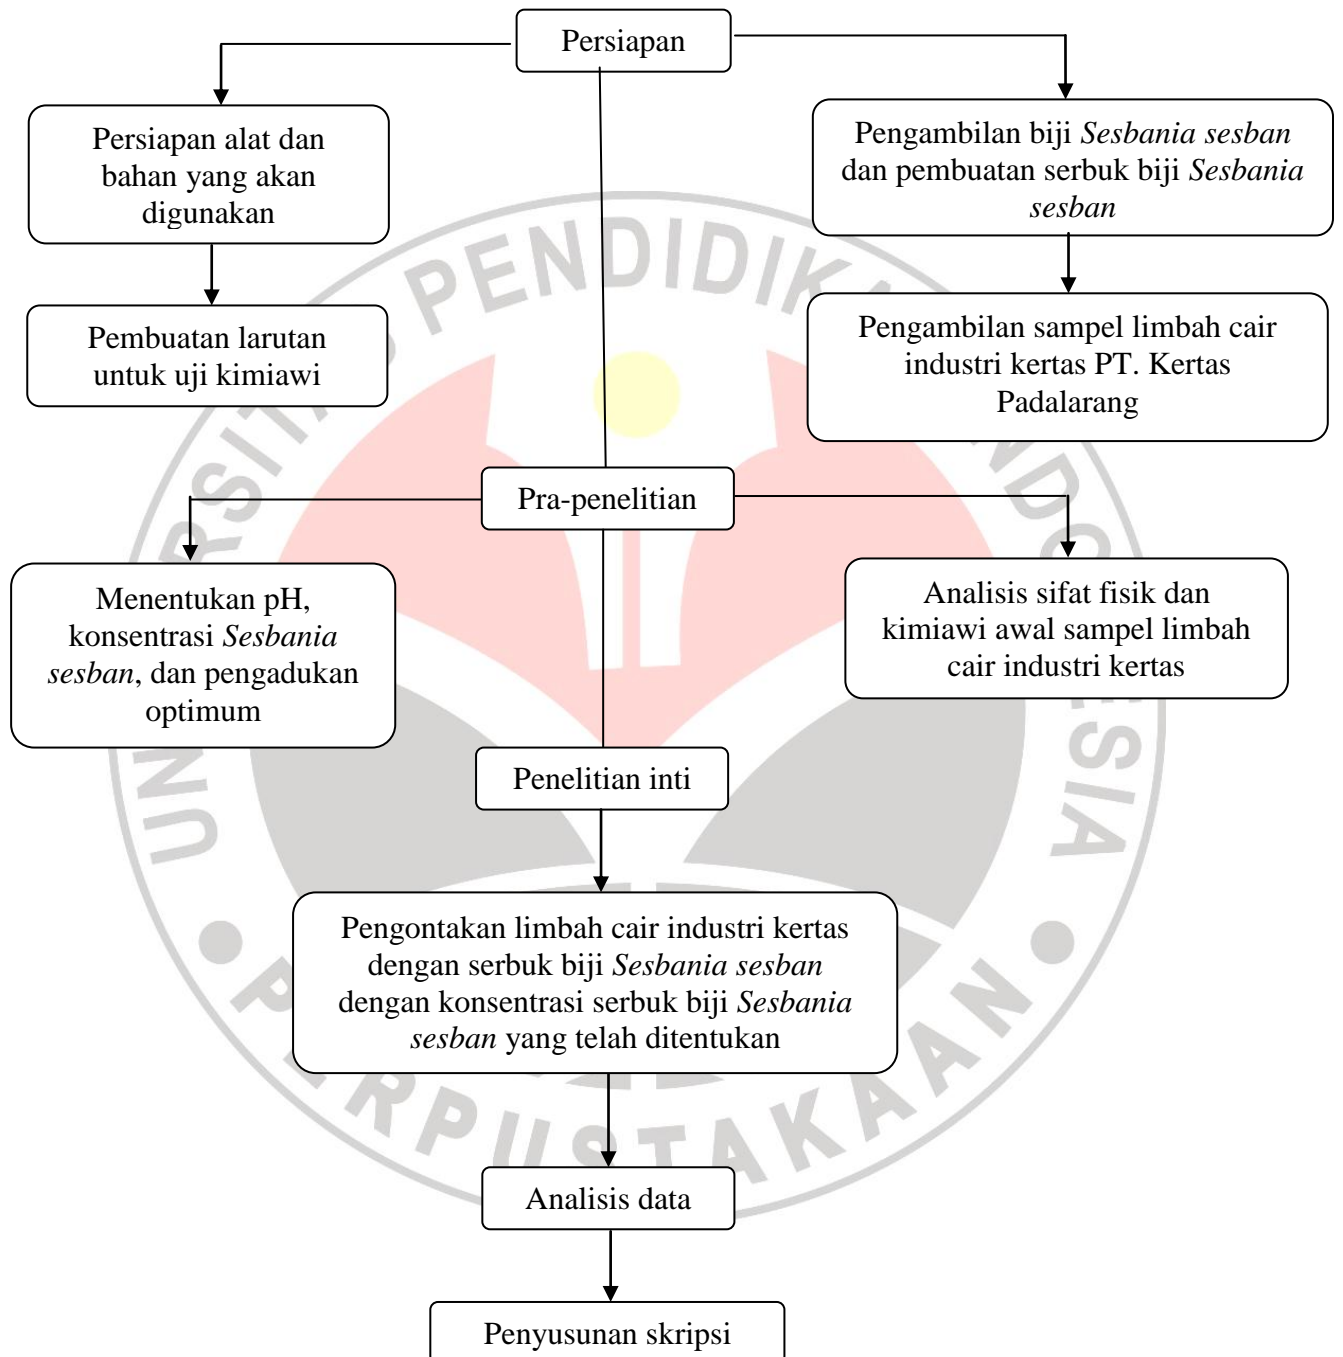 Persiapan
Persiapan alat dan
bahan yang akan
digunakan
Pengambilan biji Sesbania sesban
dan pembuatan serbuk biji Sesbania
sesban
Pembuatan larutan
untuk uji kimiawi
Pengambilan sampel limbah cair
industri kertas PT. Kertas
Padalarang
Pra-penelitian
Menentukan pH,
konsentrasi Sesbania
sesban, dan pengadukan
optimum
Analisis sifat fisik dan
kimiawi awal sampel limbah
cair industri kertas
Penelitian inti
Pengontakan limbah cair industri kertas
dengan serbuk biji Sesbania sesban
dengan konsentrasi serbuk biji Sesbania
sesban yang telah ditentukan
Analisis data
Penyusunan skripsi
UNIVERSITAS PENDIDIKAN INDONESIA
PERPUSTAKAAN